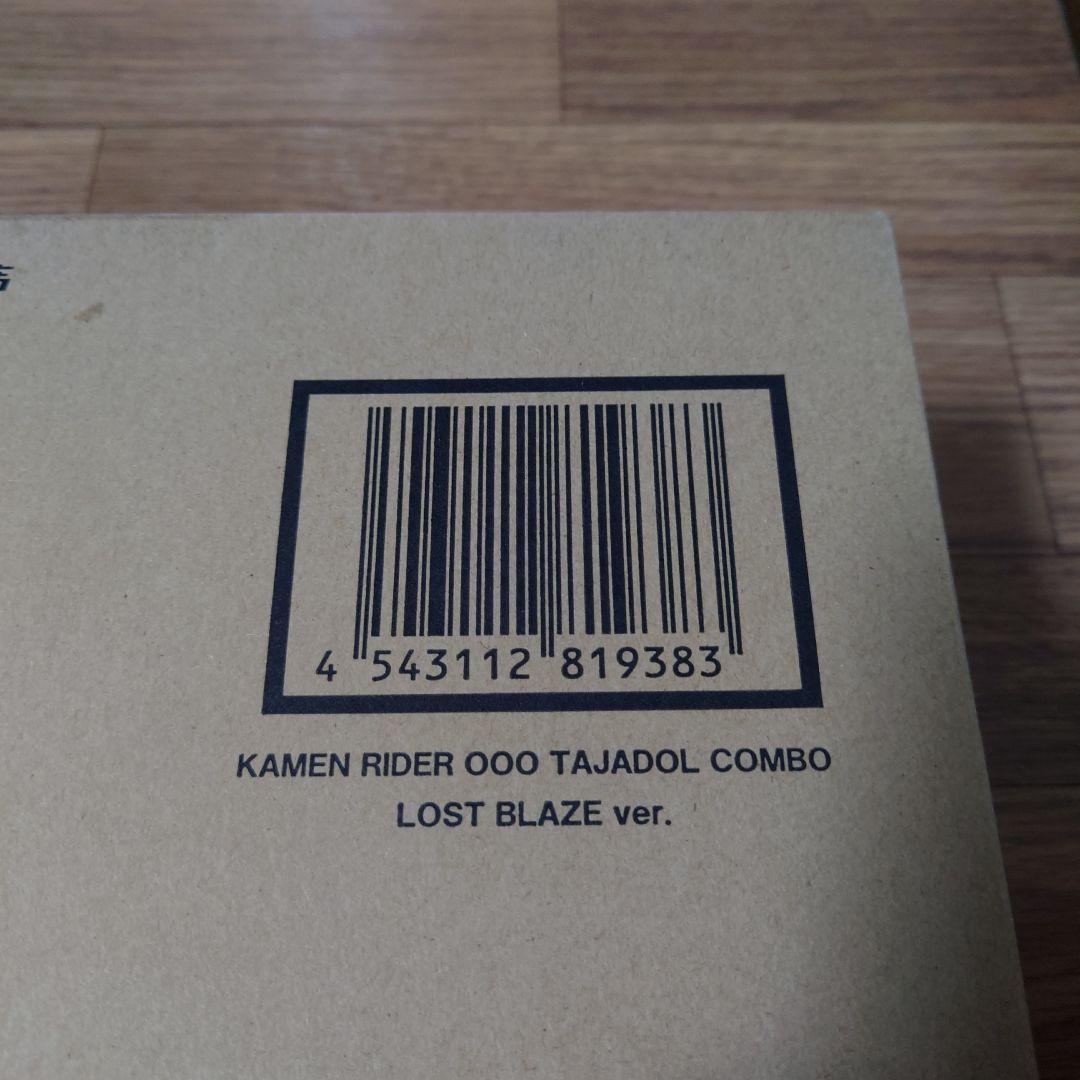 4 543112 819383
KAMEN RIDER OOO TAJADOL COMBO
LOST BLAZE ver.